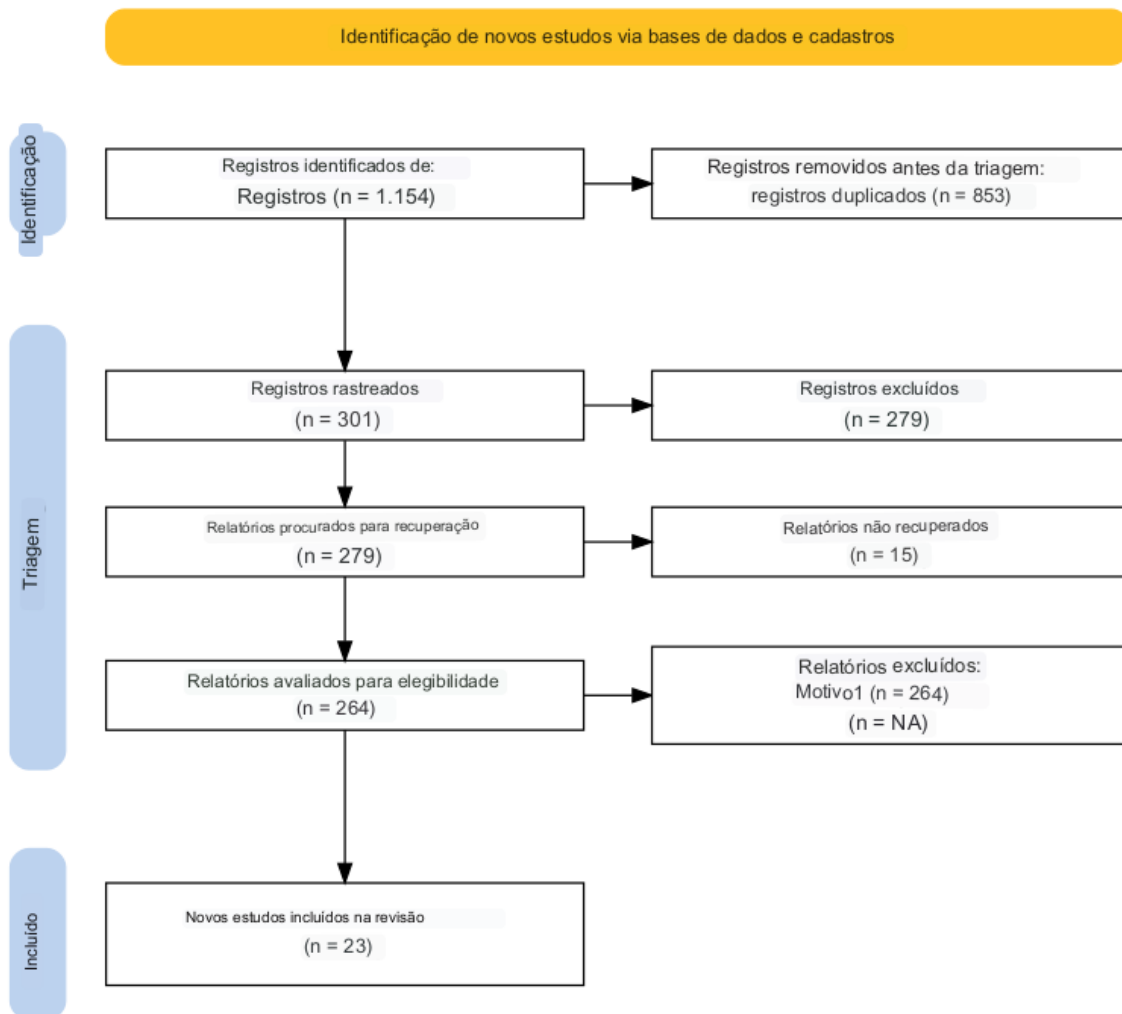 Identificação de novos estudos via bases de dados e cadastros
Identificação
Registros identificados de:
Registros (n = 1.154)
Registros removidos antes da triagem:
registros duplicados (n = 853)
Triagem
Registros rastreados
(n = 301)
Registros excluídos
(n = 279)
Relatórios procurados para recuperação
(n = 279)
Relatórios não recuperados
(n = 15)
Relatórios avaliados para elegibilidade
(n = 264)
Relatórios excluídos:
Motivo1 (n = 264)
(n = NA)
Incluído
Novos estudos incluídos na revisão
(n = 23)